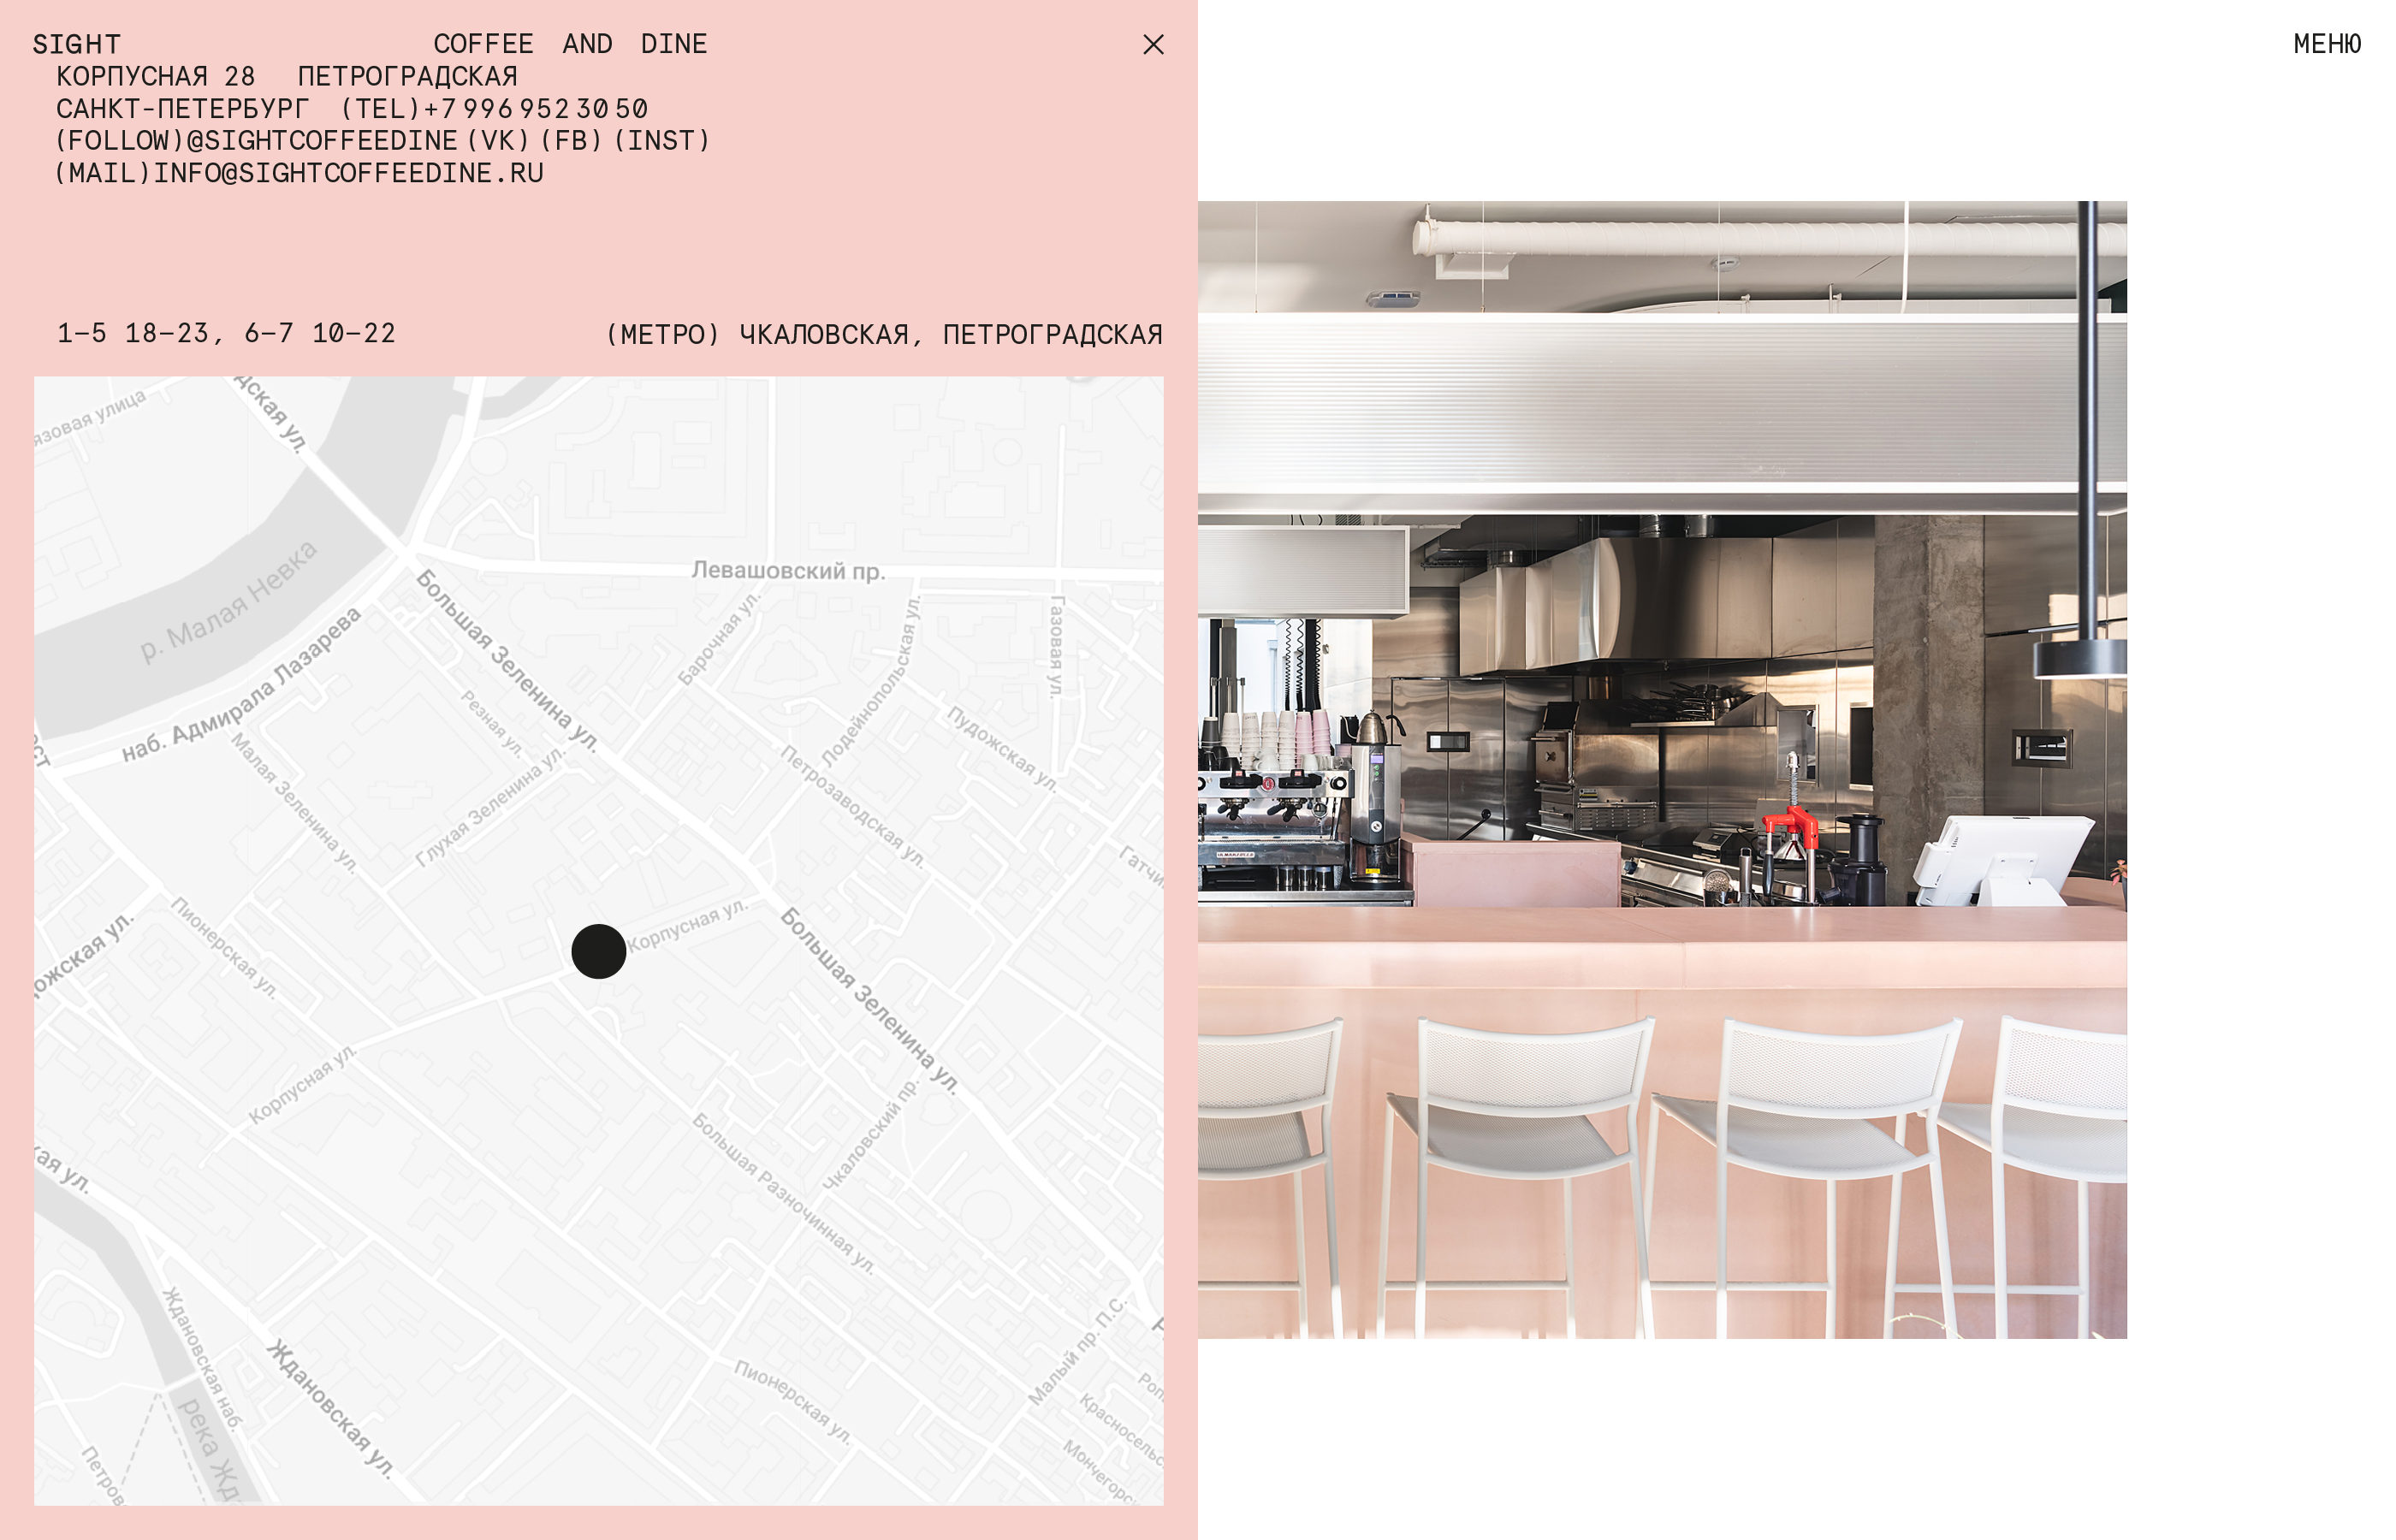 SIGHT COFFEE AND DINE
КОРПУСНАЯ 28 ПЕТРОГРАДСКАЯ
САНКТ-ПЕТЕРБУРГ (TEL)+7 996 952 30 50
(FOLLOW)@SIGHTCOFFEEDINE (VK) (FB) (INST)
(MAIL)INFO@SIGHTCOFFEEDINE.RU
МЕНЮ
1–5 18–23, 6–7 10–22
(МЕТРО) ЧКАЛОВСКАЯ, ПЕТРОГРАДСКАЯ
р. Малая Невка
наб. Адмирала Лазарева
Левашовский пр.
Большая Зеленина ул.
Барочная ул.
Лодейнопольская ул.
Газовая ул.
Резная ул.
Малая Зеленина ул.
Глухая Зеленина ул.
Петрозаводская ул.
Пудожская ул.
Пионерская ул.
Корпусная ул.
Большая Зеленина ул.
Корпусная ул.
Большая Разночинная ул.
Чкаловский пр.
Ждановская наб.
Ждановская ул.
Пионерская ул.
Малый пр. П.С.